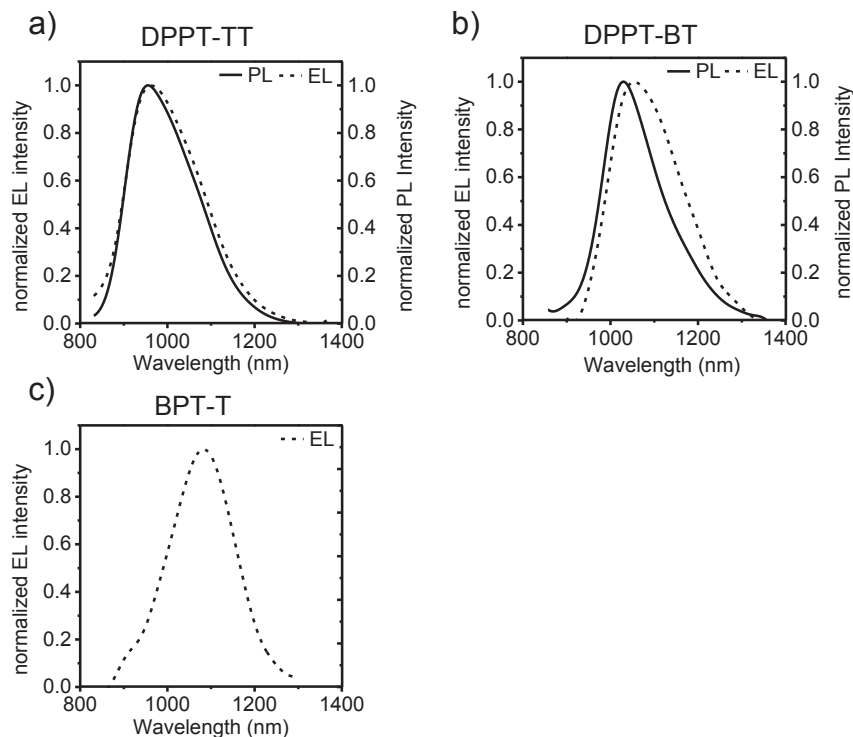 a)
DPPT-TT
PL EL
normalized EL intensity
1.0
0.8
0.6
0.4
0.2
0.0
1.0
0.8
0.6
0.4
0.2
0.0
normalized PL Intensity
800 1000 1200 1400
Wavelength (nm)
b)
DPPT-BT
PL EL
normalized EL intensity
1.0
0.8
0.6
0.4
0.2
0.0
1.0
0.8
0.6
0.4
0.2
0.0
normalized PL Intensity
800 1000 1200 1400
Wavelength (nm)
c)
BPT-T
EL
normalized EL intensity
1.0
0.8
0.6
0.4
0.2
0.0
800 1000 1200 1400
Wavelength (nm)